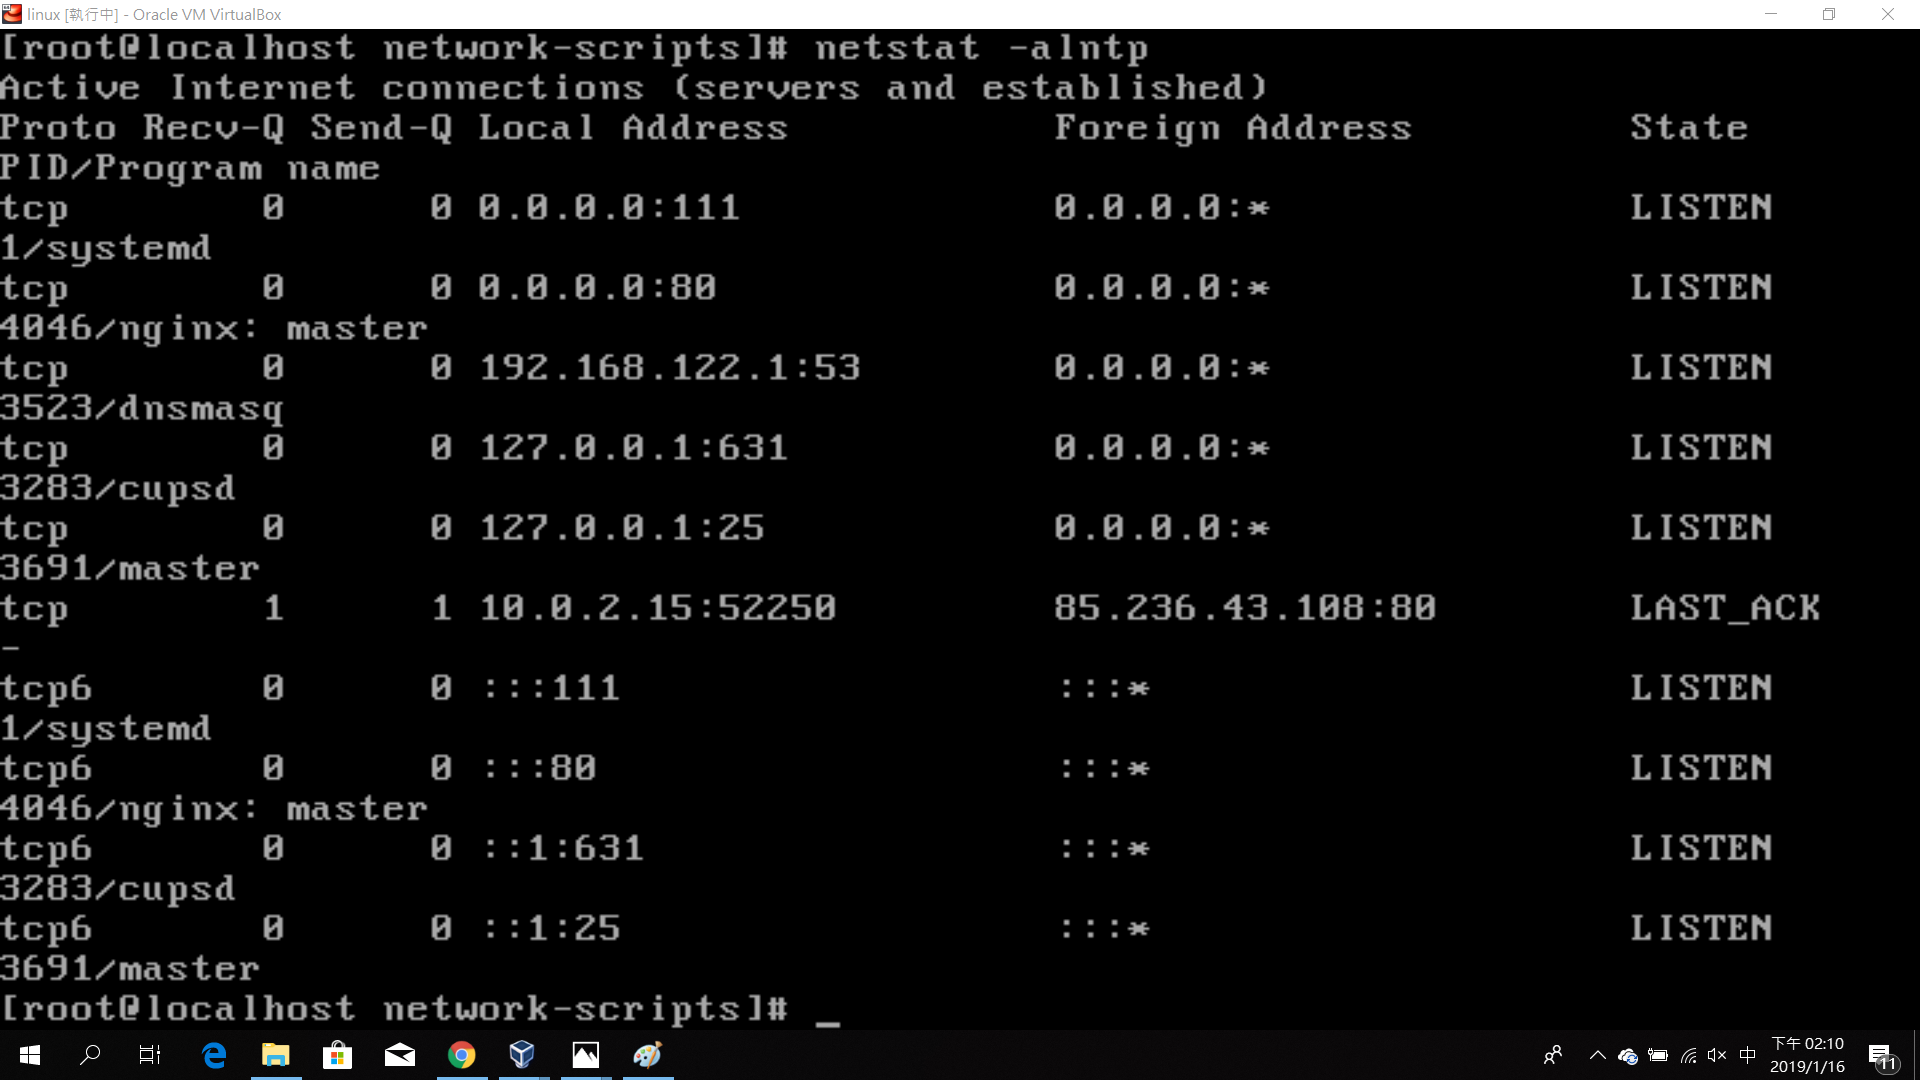 linux [執行中] - Oracle VM VirtualBox
[root@localhost network-scripts]# netstat -alntp
Active Internet connections (servers and established)
Proto Recv-Q Send-Q Local Address           Foreign Address         State
PID/Program name
tcp        0      0 0.0.0.0:111             0.0.0.0:*               LISTEN
1/systemd
tcp        0      0 0.0.0.0:80              0.0.0.0:*               LISTEN
4046/nginx: master
tcp        0      0 192.168.122.1:53        0.0.0.0:*               LISTEN
3523/dnsmasq
tcp        0      0 127.0.0.1:631           0.0.0.0:*               LISTEN
3283/cupsd
tcp        0      0 127.0.0.1:25            0.0.0.0:*               LISTEN
3691/master
tcp        1      1 10.0.2.15:52250         85.236.43.108:80        LAST_ACK
-
tcp6       0      0 :::111                  :::*                    LISTEN
1/systemd
tcp6       0      0 :::80                   :::*                    LISTEN
4046/nginx: master
tcp6       0      0 ::1:631                 :::*                    LISTEN
3283/cupsd
tcp6       0      0 ::1:25                  :::*                    LISTEN
3691/master
[root@localhost network-scripts]# _
中
下午 02:10
2019/1/16
11